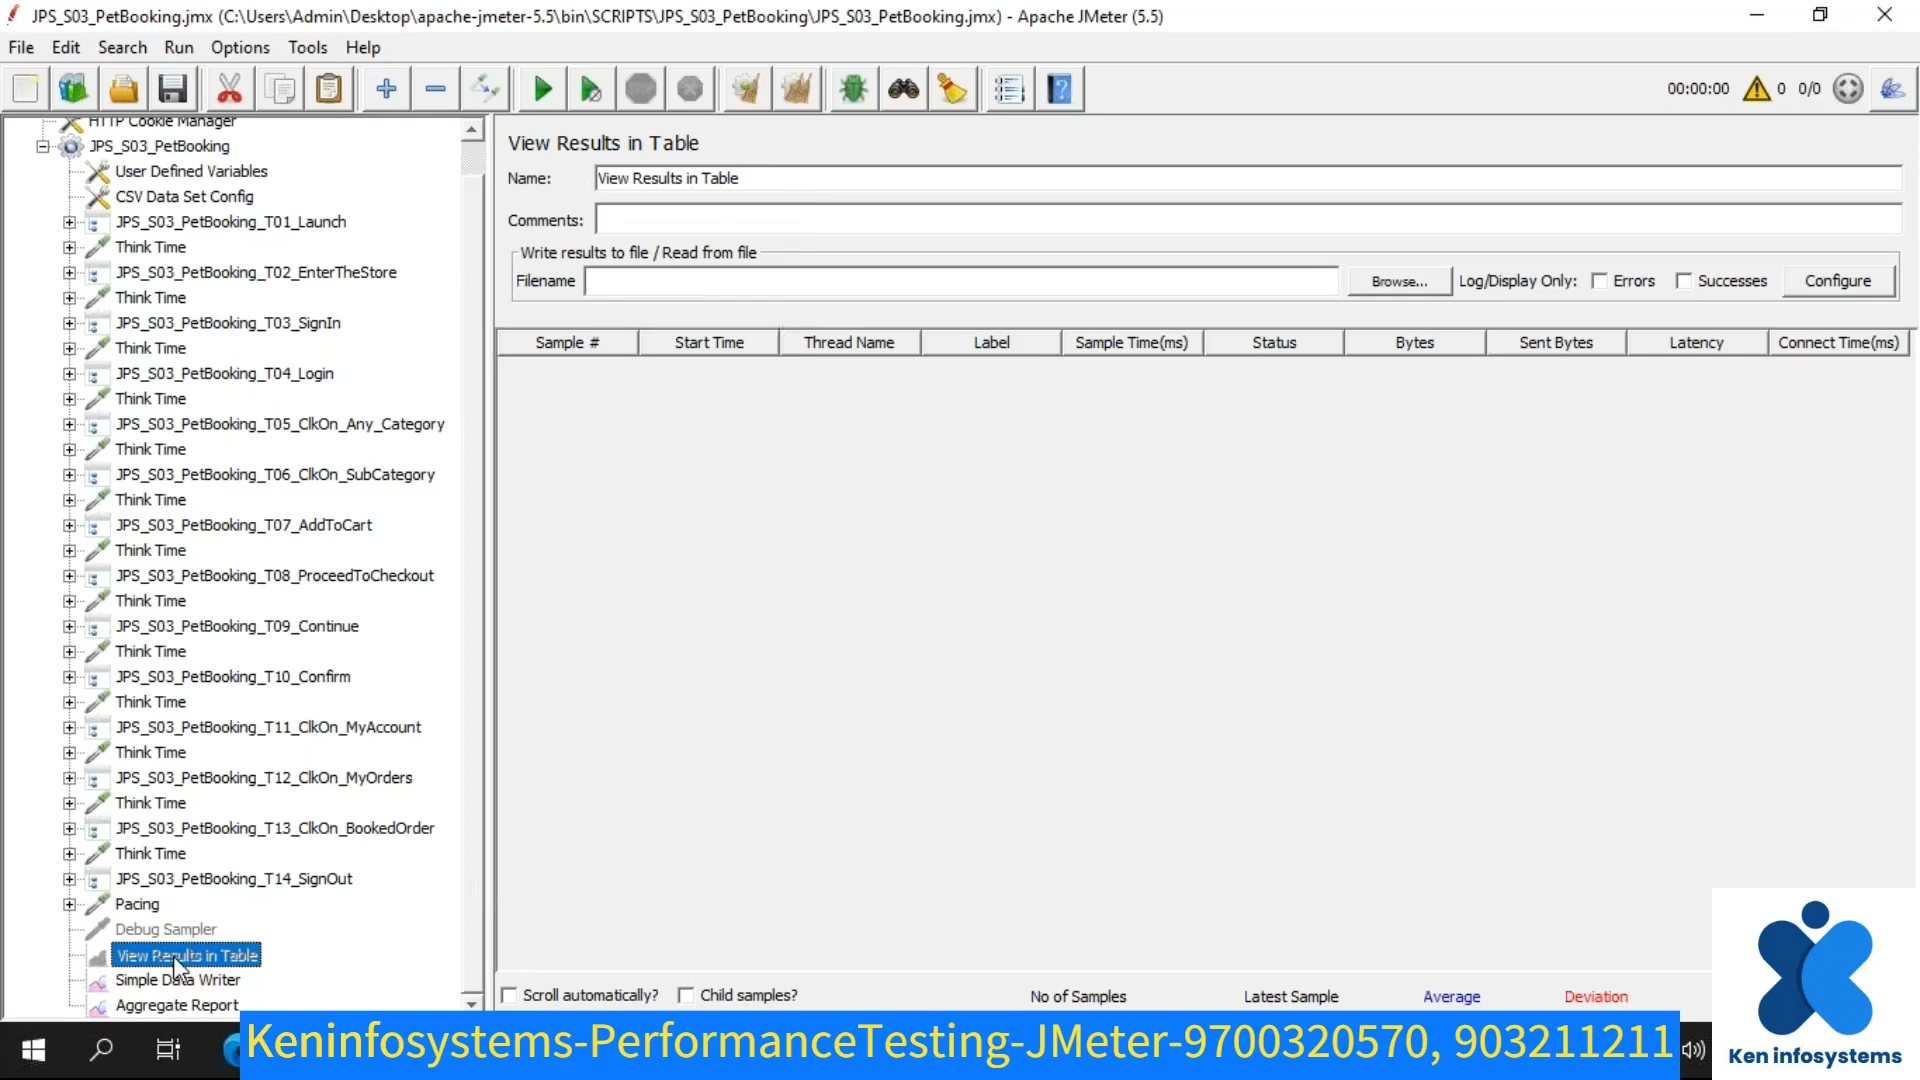 JPS_S03_PetBooking.jmx (C:\Users\Admin\Desktop\apache-jmeter-5.5\bin\SCRIPTS\JPS_S03_PetBooking\JPS_S03_PetBooking.jmx) - Apache JMeter (5.5)
File Edit Search Run Options Tools Help
00:00:00 0 0/0
HTTP Cookie Manager
JPS_S03_PetBooking
User Defined Variables
CSV Data Set Config
JPS_S03_PetBooking_T01_Launch
Think Time
JPS_S03_PetBooking_T02_EnterTheStore
Think Time
JPS_S03_PetBooking_T03_SignIn
Think Time
JPS_S03_PetBooking_T04_Login
Think Time
JPS_S03_PetBooking_T05_ClkOn_Any_Category
Think Time
JPS_S03_PetBooking_T06_ClkOn_SubCategory
Think Time
JPS_S03_PetBooking_T07_AddToCart
Think Time
JPS_S03_PetBooking_T08_ProceedToCheckout
Think Time
JPS_S03_PetBooking_T09_Continue
Think Time
JPS_S03_PetBooking_T10_Confirm
Think Time
JPS_S03_PetBooking_T11_ClkOn_MyAccount
Think Time
JPS_S03_PetBooking_T12_ClkOn_MyOrders
Think Time
JPS_S03_PetBooking_T13_ClkOn_BookedOrder
Think Time
JPS_S03_PetBooking_T14_SignOut
Pacing
Debug Sampler
View Results in Table
Simple Data Writer
Aggregate Report
View Results in Table
Name: View Results in Table
Comments:
Write results to file / Read from file
Filename Browse... Log/Display Only: Errors Successes Configure
Sample # Start Time Thread Name Label Sample Time(ms) Status Bytes Sent Bytes Latency Connect Time(ms)
Scroll automatically? Child samples? No of Samples Latest Sample Average Deviation
Keninfosystems-PerformanceTesting-JMeter-9700320570, 903211211
Ken infosystems